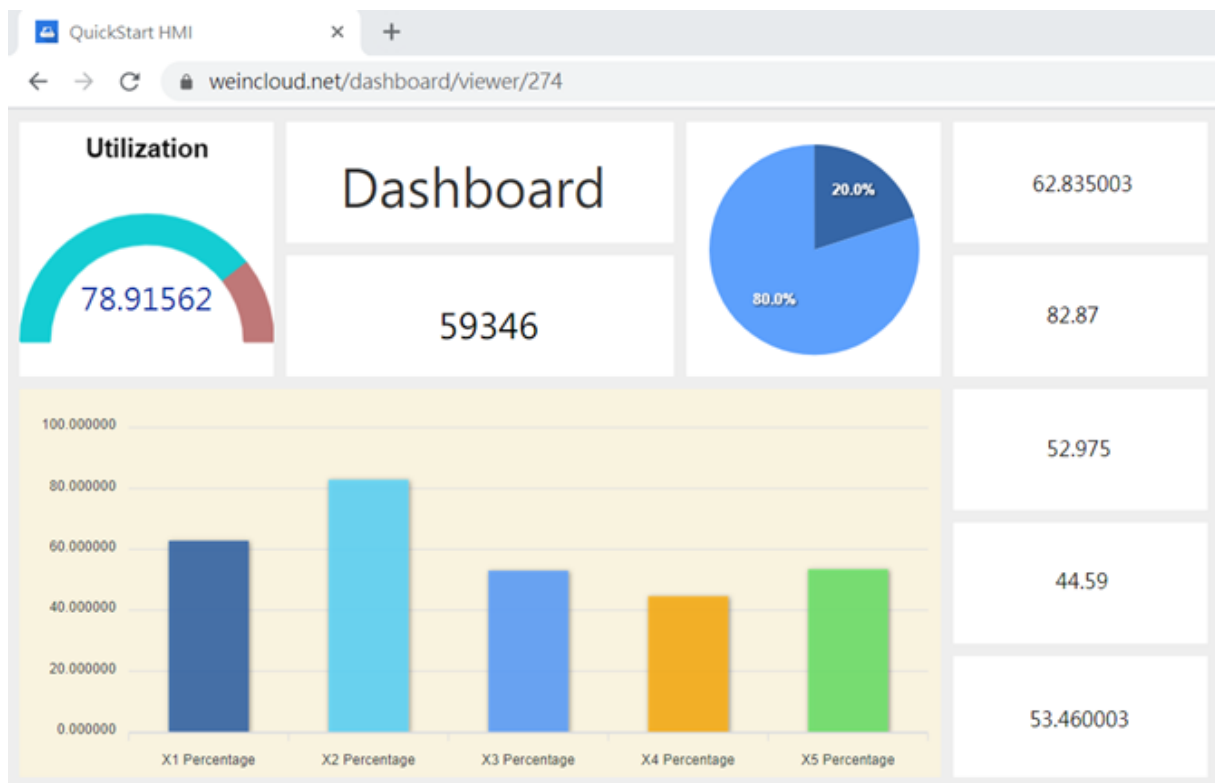 QuickStart HMI
weincloud.net/dashboard/viewer/274
Utilization
78.91562
Dashboard
59346
20.0%
80.0%
62.835003
82.87
52.975
44.59
53.460003
100.000000
80.000000
60.000000
40.000000
20.000000
0.000000
X1 Percentage
X2 Percentage
X3 Percentage
X4 Percentage
X5 Percentage